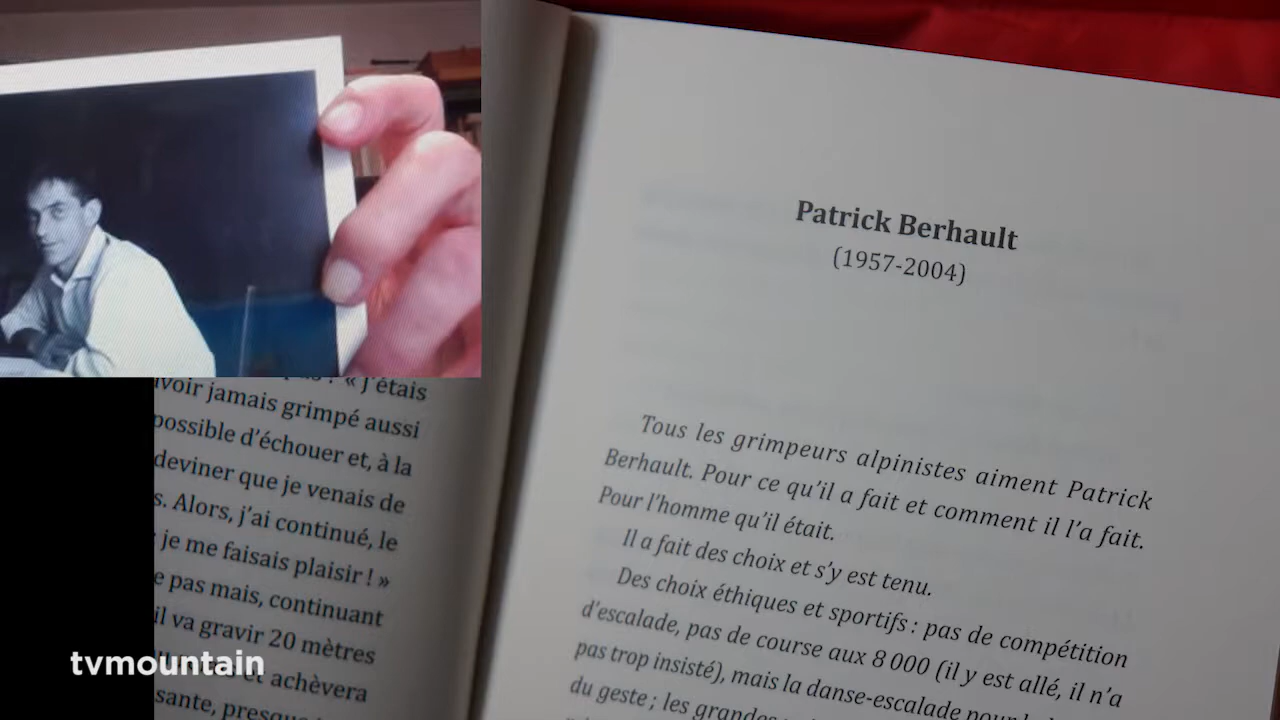 « J'étais
jamais grimpé aussi
possible d'échouer et, à la
deviner que je venais de
s. Alors, j'ai continué, le
je me faisais plaisir ! »
pas mais, continuant
il va gravir 20 mètres
et achèvera
Patrick Berhault
(1957-2004)
Tous les grimpeurs alpinistes aiment Patrick
Berhault. Pour ce qu'il a fait et comment il l'a fait.
Pour l'homme qu'il était.
Il a fait des choix et s'y est tenu.
Des choix éthiques et sportifs : pas de compétition
d'escalade, pas de course aux 8 000 (il y est allé, il n'a
pas trop insisté), mais la danse-escalade pour
du geste ; les grandes
tvmountain